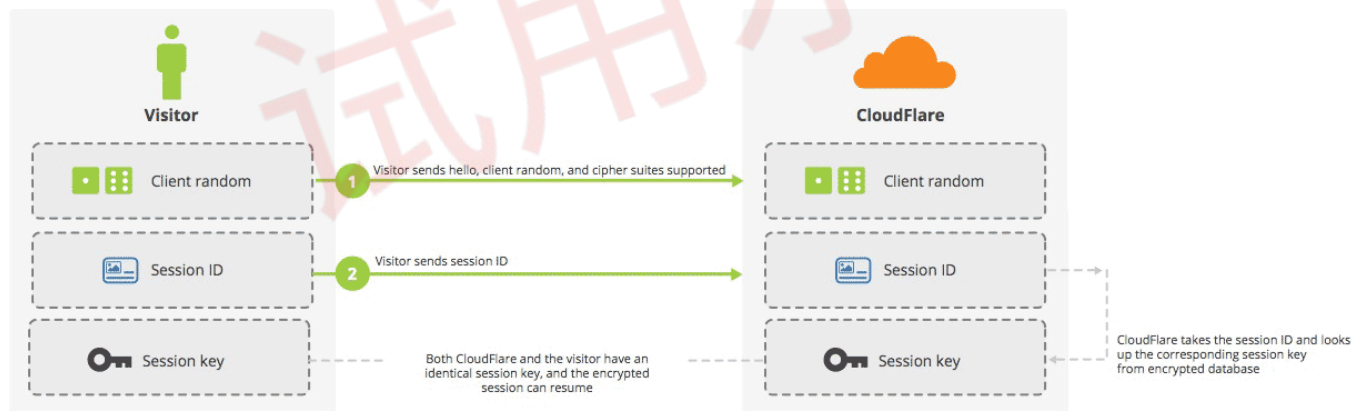 试用
Visitor
CloudFlare
Client random
1
Visitor sends hello, client random, and cipher suites supported
Client random
Session ID
2
Visitor sends session ID
Session ID
Session key
Both CloudFlare and the visitor have an
identical session key, and the encrypted
session can resume
Session key
CloudFlare takes the session ID and looks
up the corresponding session key
from encrypted database